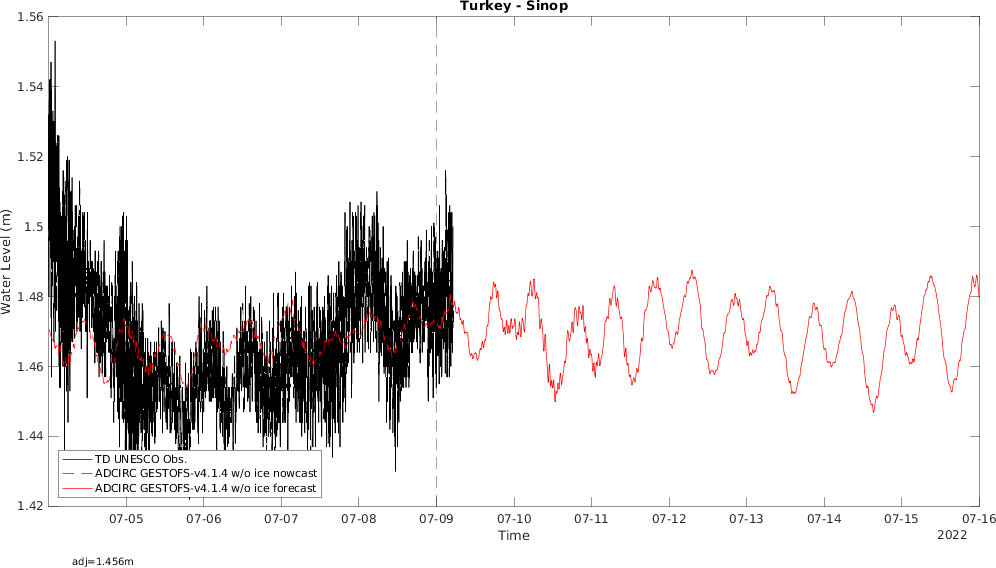 Turkey - Sinop
1.56
1.54
1.52
1.5
1.48
1.46
1.44
1.42
Water Level (m)
TD UNESCO Obs.
ADCIRC GESTOFS-v4.1.4 w/o ice nowcast
ADCIRC GESTOFS-v4.1.4 w/o ice forecast
07-05 07-06 07-07 07-08 07-09 07-10 07-11 07-12 07-13 07-14 07-15 07-16
Time
2022
adj=1.456m